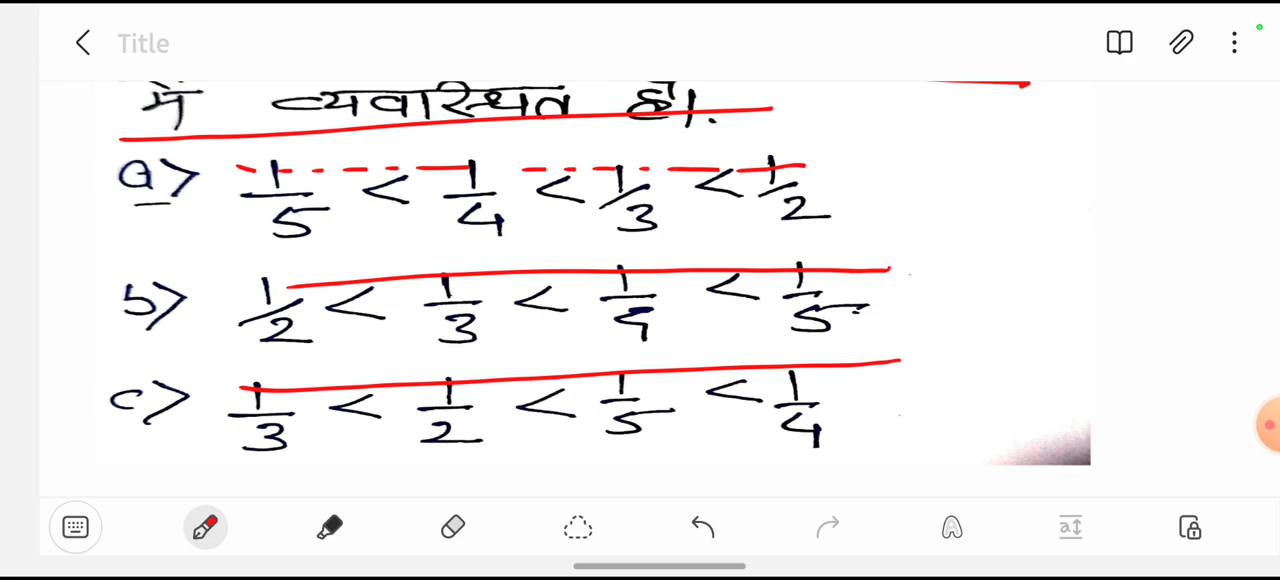 Title
में व्यवास्थित है।.
a> 1/5 < 1/4 < 1/3 < 1/2
b> 1/2 < 1/3 < 1/4 < 1/5
c> 1/3 < 1/2 < 1/5 < 1/4